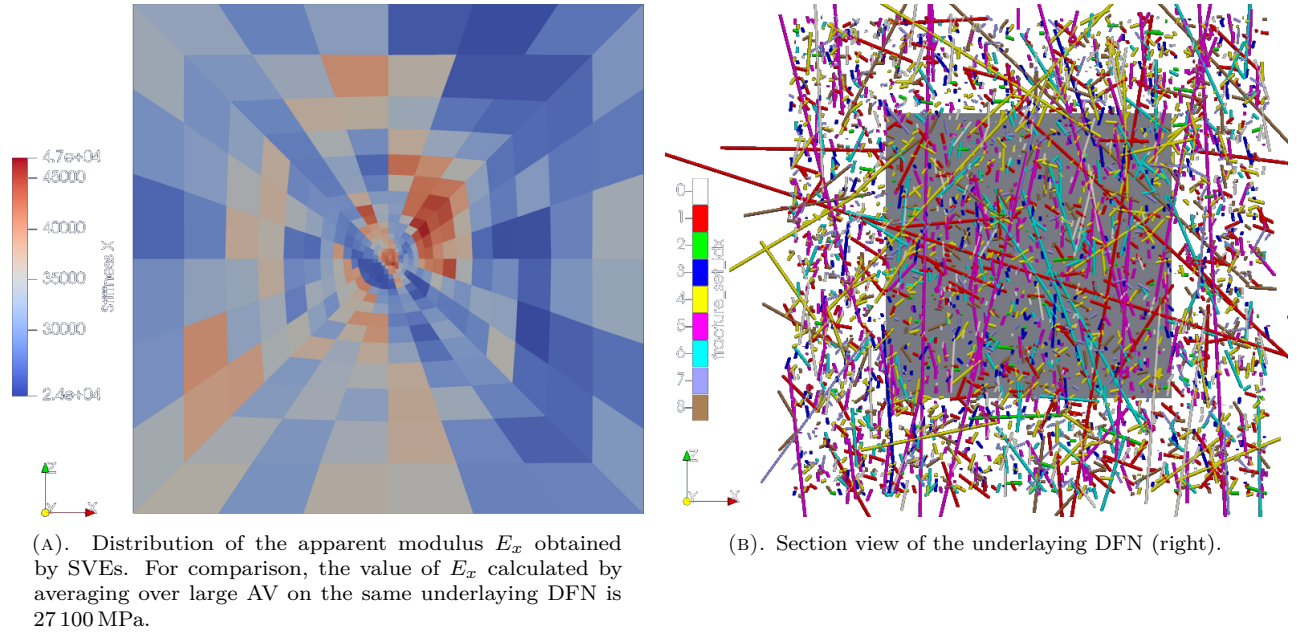 4.7e+04
45000
40000
35000
30000
2.4e+04
Stiffness X
Z
Y
X
0
1
2
3
4
5
6
7
8
fracture_set_idx
Z
Y
X
(A). Distribution of the apparent modulus Eₓ obtained
by SVEs. For comparison, the value of Eₓ calculated by
averaging over large AV on the same underlaying DFN is
27 100 MPa.
(B). Section view of the underlaying DFN (right).